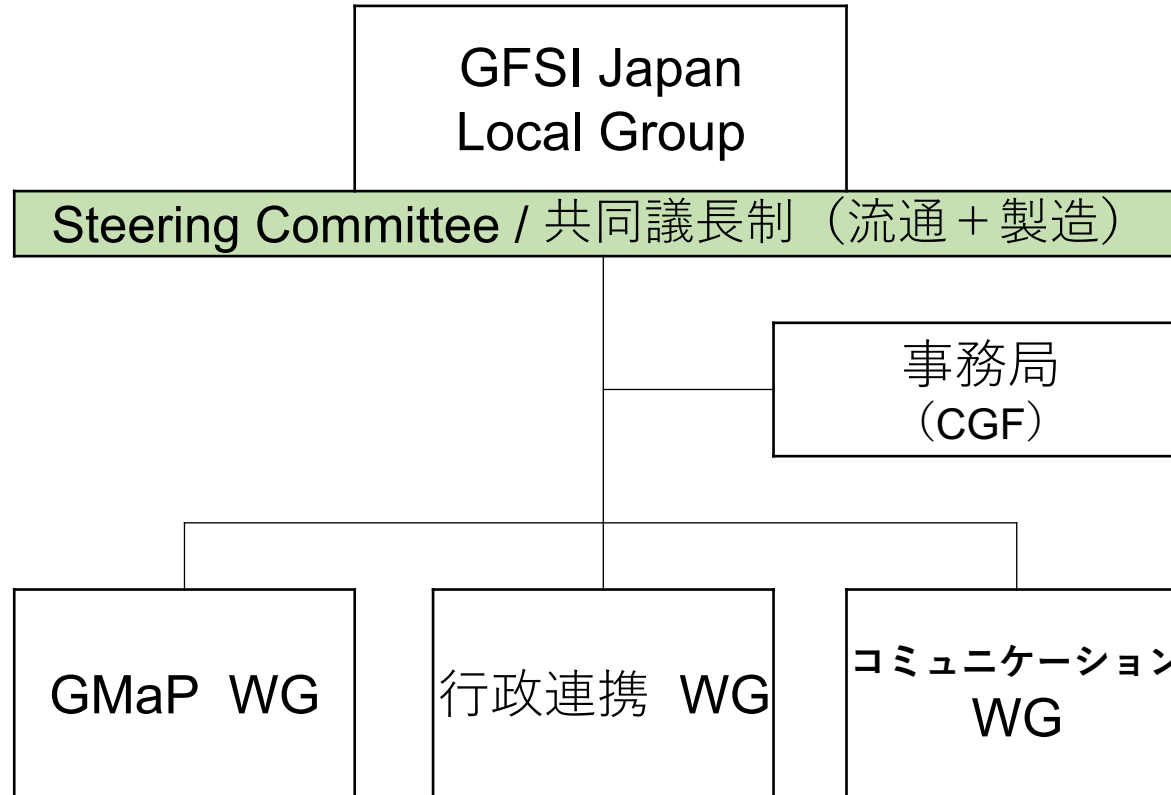 GFSI Japan
Local Group
Steering Committee / 共同議長制（流通＋製造）
事務局
（CGF）
GMaP WG
行政連携 WG
コミュニケーション
WG